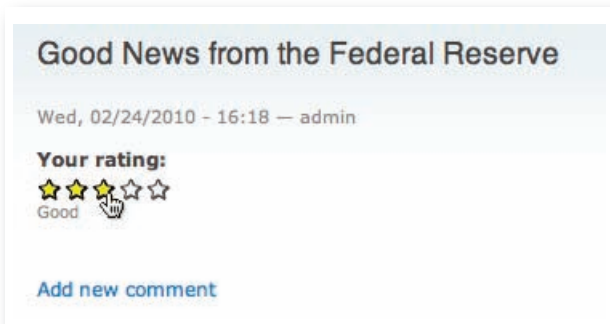 Good News from the Federal Reserve
Wed, 02/24/2010 - 16:18 — admin
Your rating:
Good
Add new comment